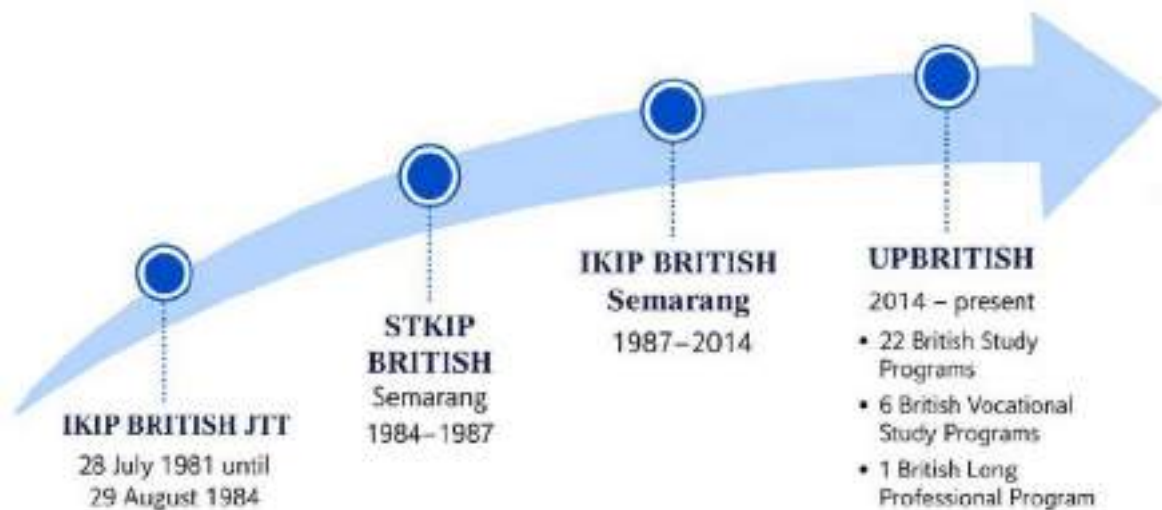 IKIP BRITISH JTT
28 July 1981 until
29 August 1984
STKIP
BRITISH
Semarang
1984–1987
IKIP BRITISH
Semarang
1987–2014
UPBRITISH
2014 – present
• 22 British Study
Programs
• 6 British Vocational
Study Programs
• 1 British Long
Professional Program